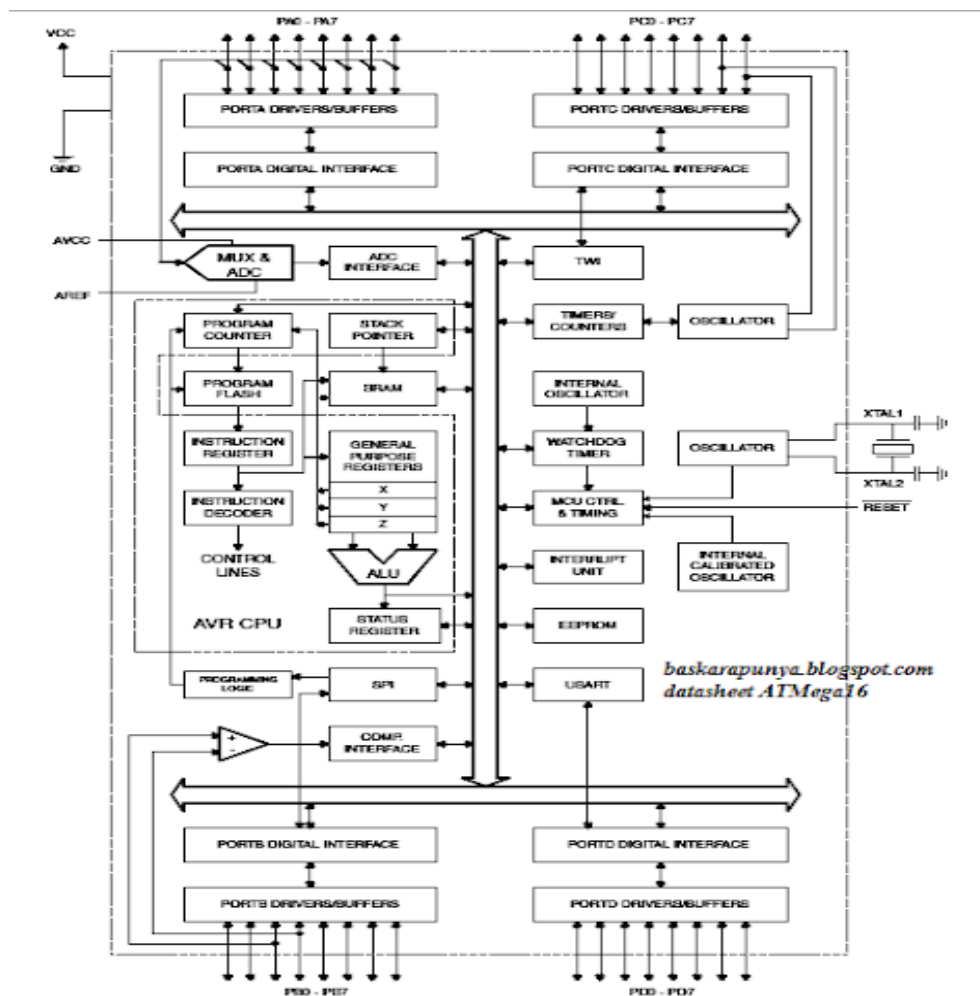 PA0 - PA7
PC0 - PC7
VCC
GND
PORTA DRIVERS/BUFFERS
PORTC DRIVERS/BUFFERS
PORTA DIGITAL INTERFACE
PORTC DIGITAL INTERFACE
AVCC
AREF
MUX &
ADC
ADC
INTERFACE
TWI
PROGRAM
COUNTER
STACK
POINTER
TIMERS/
COUNTERS
OSCILLATOR
PROGRAM
FLASH
SRAM
INTERNAL
OSCILLATOR
INSTRUCTION
REGISTER
GENERAL
PURPOSE
REGISTERS
X
Y
Z
WATCHDOG
TIMER
OSCILLATOR
XTAL1
XTAL2
INSTRUCTION
DECODER
MCU CTRL
& TIMING
RESET
CONTROL
LINES
ALU
INTERRUPT
UNIT
INTERNAL
CALIBRATED
OSCILLATOR
AVR CPU
STATUS
REGISTER
EEPROM
PROGRAMMING
LOGIC
SPI
USART
baskarapunya.blogspot.com
datasheet ATMega16
+
-
COMP.
INTERFACE
PORTB DIGITAL INTERFACE
PORTD DIGITAL INTERFACE
PORTB DRIVERS/BUFFERS
PORTD DRIVERS/BUFFERS
PB0 - PB7
PD0 - PD7